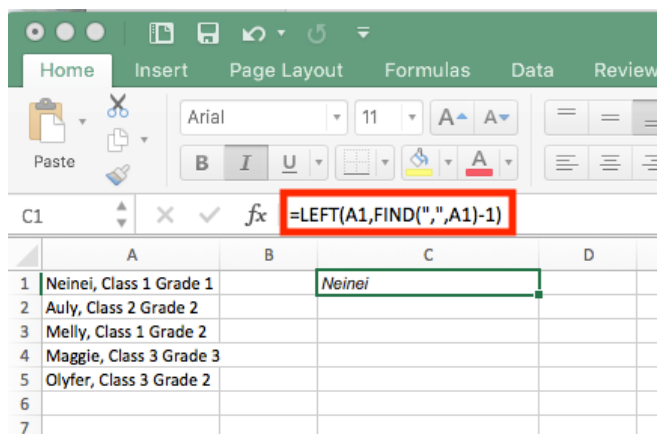 Home Insert Page Layout Formulas Data Review
Paste Arial 11 A A
B I U A
C1 fx =LEFT(A1,FIND(",",A1)-1)
A B C D
1 Neinei, Class 1 Grade 1 Neinei
2 Auly, Class 2 Grade 2
3 Melly, Class 1 Grade 2
4 Maggie, Class 3 Grade 3
5 Olyfer, Class 3 Grade 2
6
7